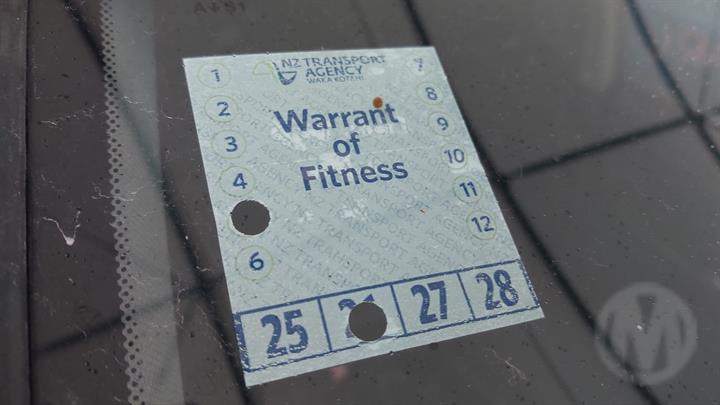 NZ TRANSPORT
AGENCY
WAKA KOTAHI
1 7
2 8
Warrant
3 9
of
4 10
Fitness
11
12
6
25 27 28
M